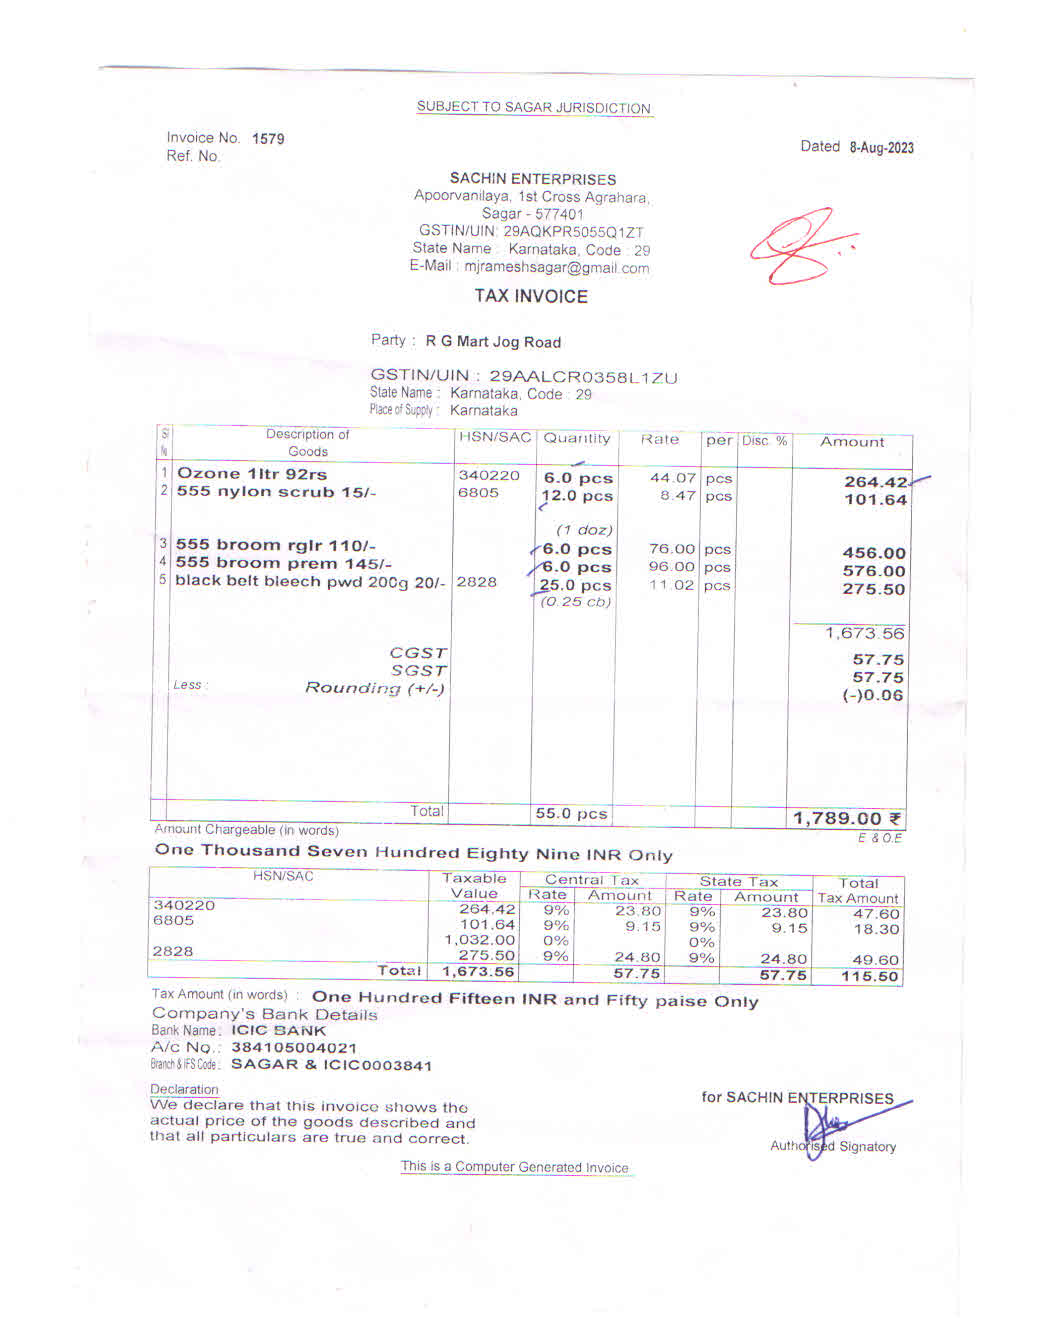 SUBJECT TO SAGAR JURISDICTION
Invoice No. 1579
Dated 8-Aug-2023
Ref. No.
SACHIN ENTERPRISES
Apoorvanilaya, 1st Cross Agrahara,
Sagar - 577401
GSTIN/UIN: 29AQKPR5055Q1ZT
State Name : Karnataka, Code : 29
E-Mail : mjrameshsagar@gmail.com
TAX INVOICE
Party : R G Mart Jog Road
GSTIN/UIN : 29AALCR0358L1ZU
State Name : Karnataka, Code : 29
Place of Supply : Karnataka
Sl No Description of Goods HSN/SAC Quantity Rate per Disc. % Amount
1 Ozone 1ltr 92rs 340220 6.0 pcs 44.07 pcs 264.42
2 555 nylon scrub 15/- 6805 12.0 pcs 8.47 pcs 101.64
(1 doz)
3 555 broom rglr 110/- 6.0 pcs 76.00 pcs 456.00
4 555 broom prem 145/- 6.0 pcs 96.00 pcs 576.00
5 black belt bleech pwd 200g 20/- 2828 25.0 pcs 11.02 pcs 275.50
(0.25 cb)
1,673.56
CGST 57.75
SGST 57.75
Less : Rounding (+/-) (-)0.06
Total 55.0 pcs 1,789.00 ₹
Amount Chargeable (in words) E & O.E
One Thousand Seven Hundred Eighty Nine INR Only
HSN/SAC Taxable Value Central Tax State Tax Total Tax Amount
Rate Amount Rate Amount
340220 264.42 9% 23.80 9% 23.80 47.60
6805 101.64 9% 9.15 9% 9.15 18.30
1,032.00 0% 0%
2828 275.50 9% 24.80 9% 24.80 49.60
Total 1,673.56 57.75 57.75 115.50
Tax Amount (in words) : One Hundred Fifteen INR and Fifty paise Only
Company's Bank Details
Bank Name : ICIC BANK
A/c No. : 384105004021
Branch & IFS Code : SAGAR & ICIC0003841
Declaration
We declare that this invoice shows the
actual price of the goods described and
that all particulars are true and correct.
for SACHIN ENTERPRISES
Authorised Signatory
This is a Computer Generated Invoice